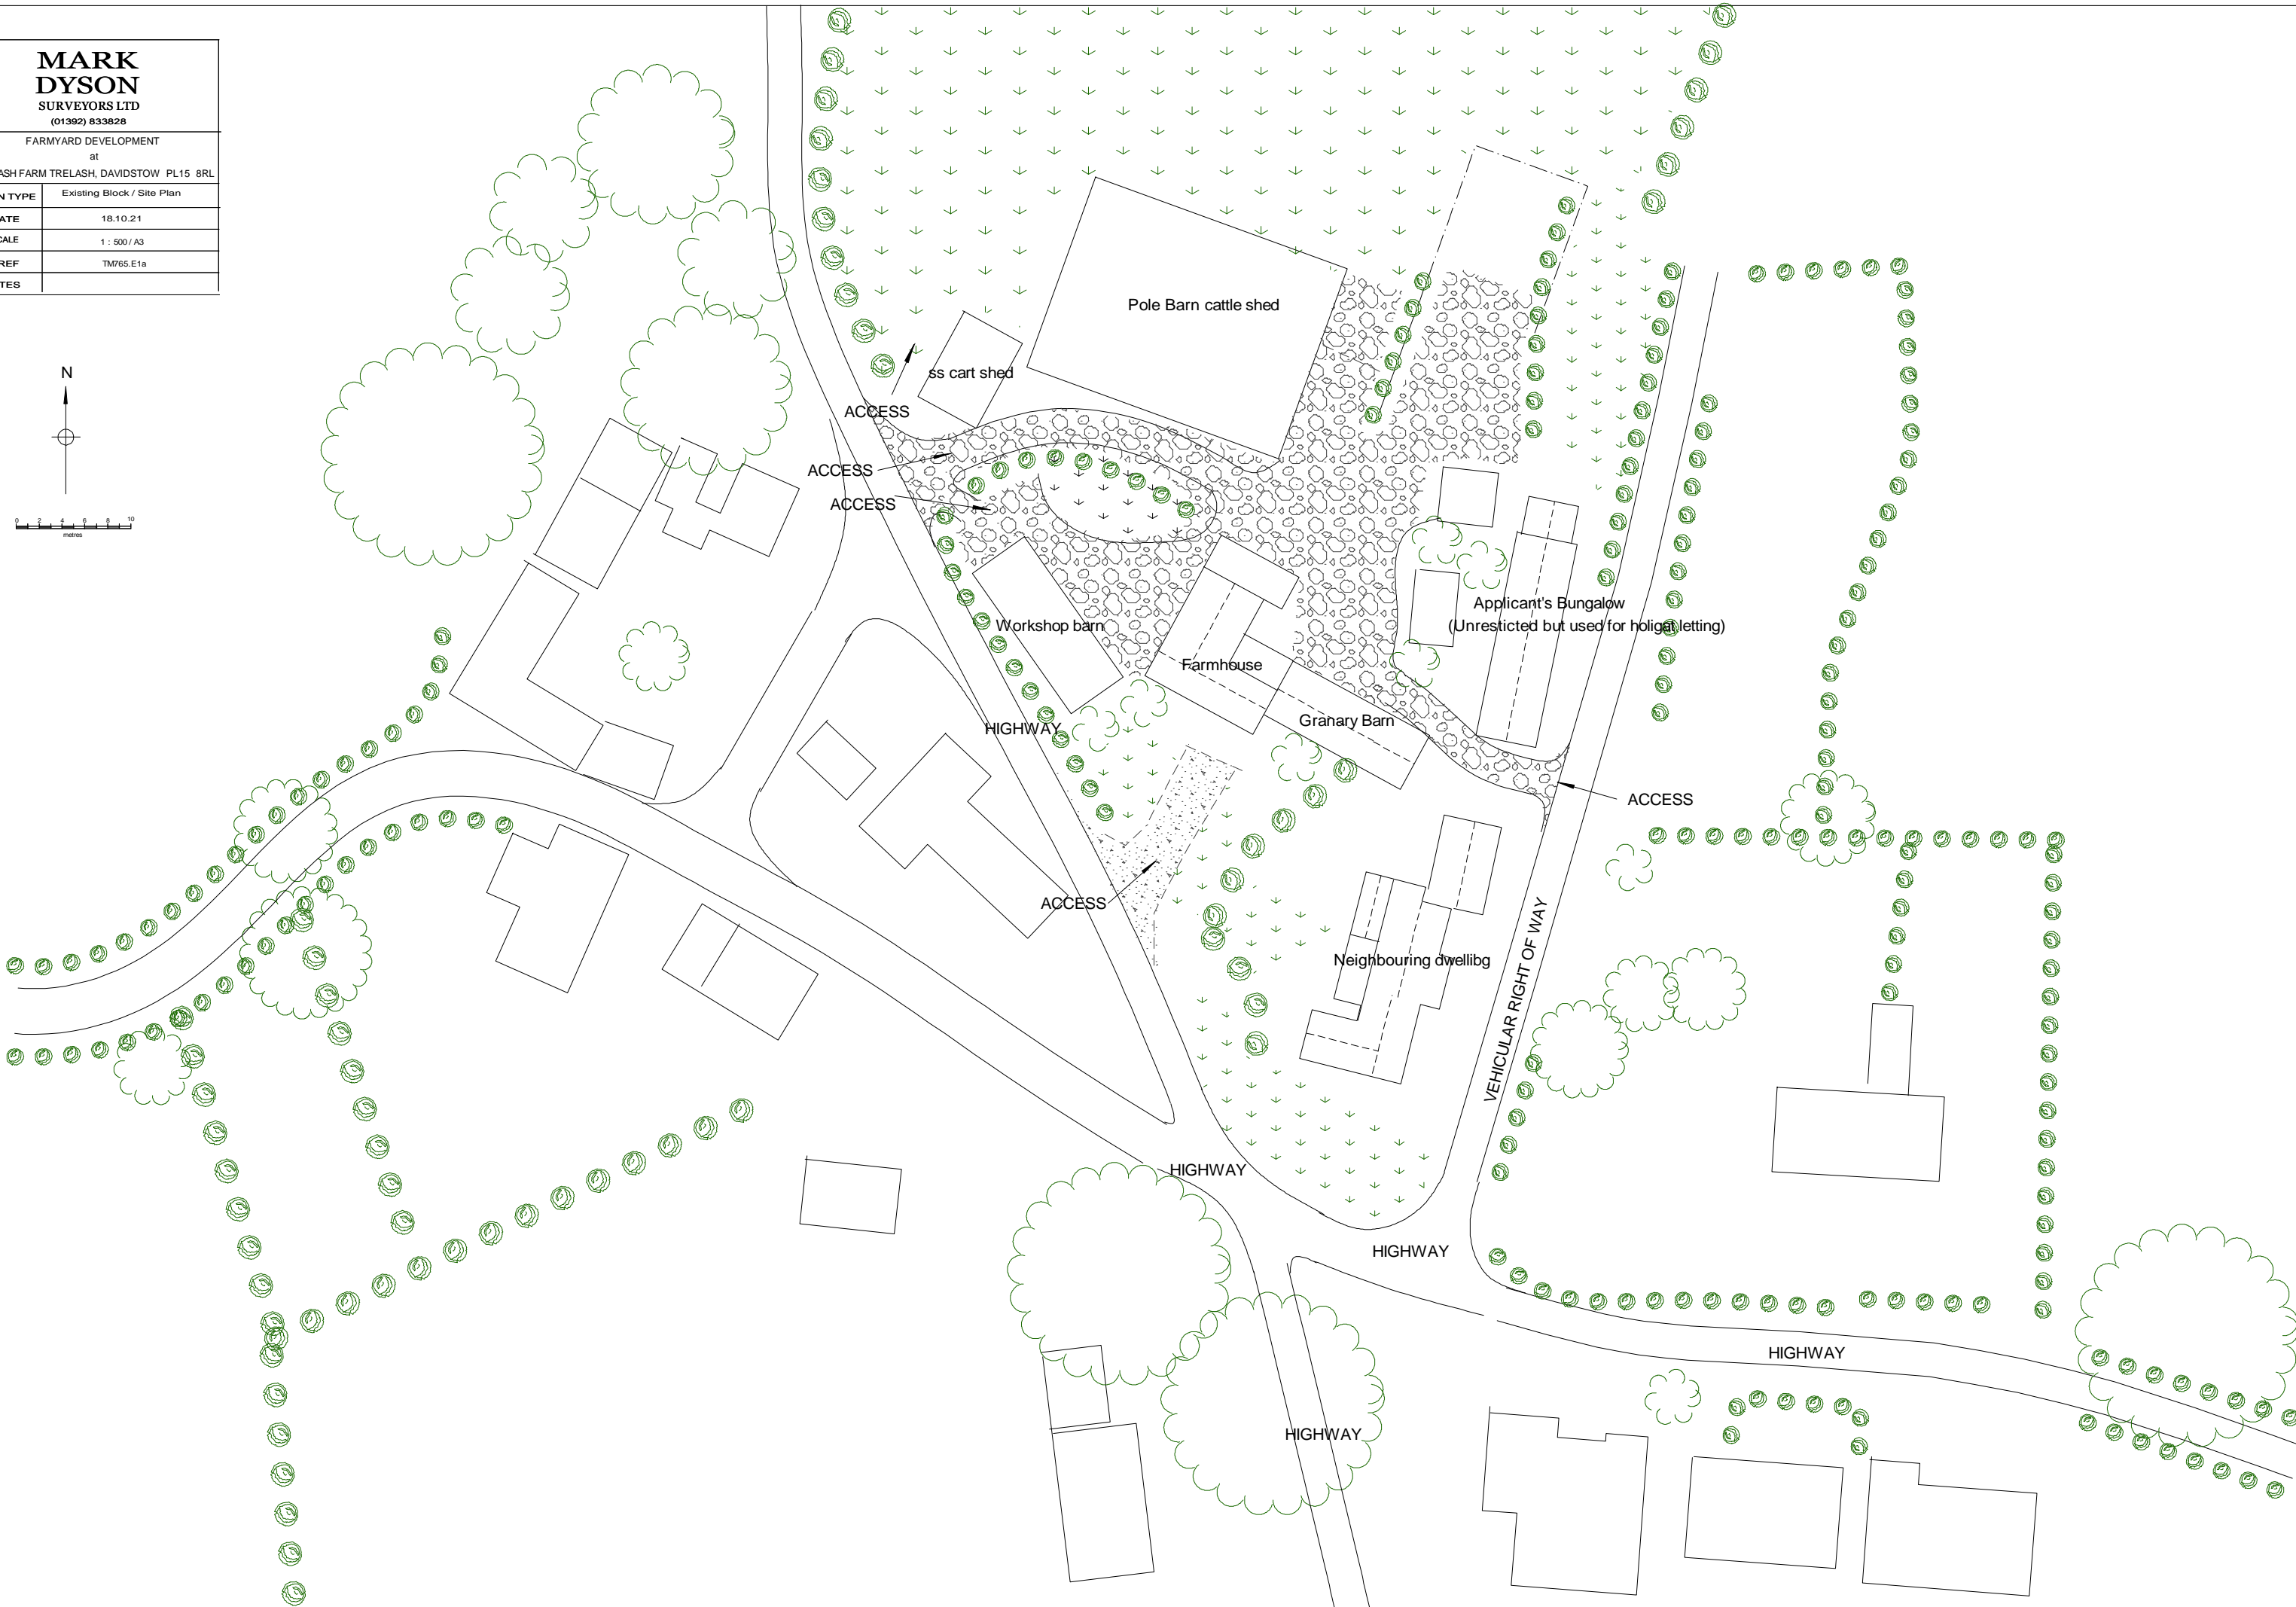 MARK
DYSON
SURVEYORS LTD
(01392) 833828
FARMYARD DEVELOPMENT
at
ASH FARM TRELASH, DAVIDSTOW PL15 8RL
N TYPE Existing Block / Site Plan
ATE 18.10.21
CALE 1 : 500 / A3
REF TM765.E1a
TES
N
0 2 4 6 8 10
metres
Pole Barn cattle shed
ss cart shed
ACCESS
ACCESS
ACCESS
Applicant's Bungalow
(Unresticted but used for holigat letting)
Workshop barn
Farmhouse
Granary Barn
HIGHWAY
ACCESS
ACCESS
Neighbouring dwellibg
VEHICULAR RIGHT OF WAY
HIGHWAY
HIGHWAY
HIGHWAY
HIGHWAY